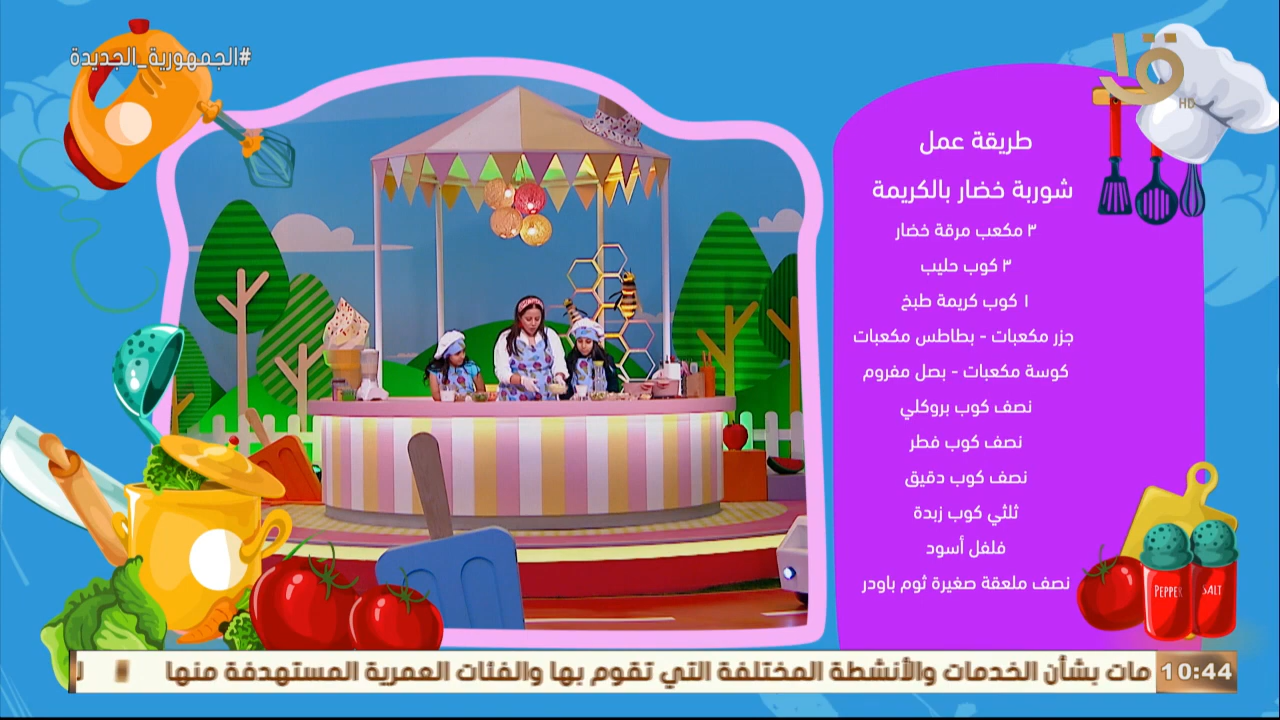 #الجمهورية_الجديدة
HD
طريقة عمل
شوربة خضار بالكريمة
٣ مكعب مرقة خضار
٣ كوب حليب
١ كوب كريمة طبخ
جزر مكعبات - بطاطس مكعبات
كوسة مكعبات - بصل مفروم
نصف كوب بروكلي
نصف كوب فطر
نصف كوب دقيق
ثلثي كوب زبدة
فلفل أسود
نصف ملعقة صغيرة ثوم باودر
PEPPER
SALT
10:44
مات بشأن الخدمات والأنشطة المختلفة التي تقوم بها والفئات العمرية المستهدفة منها